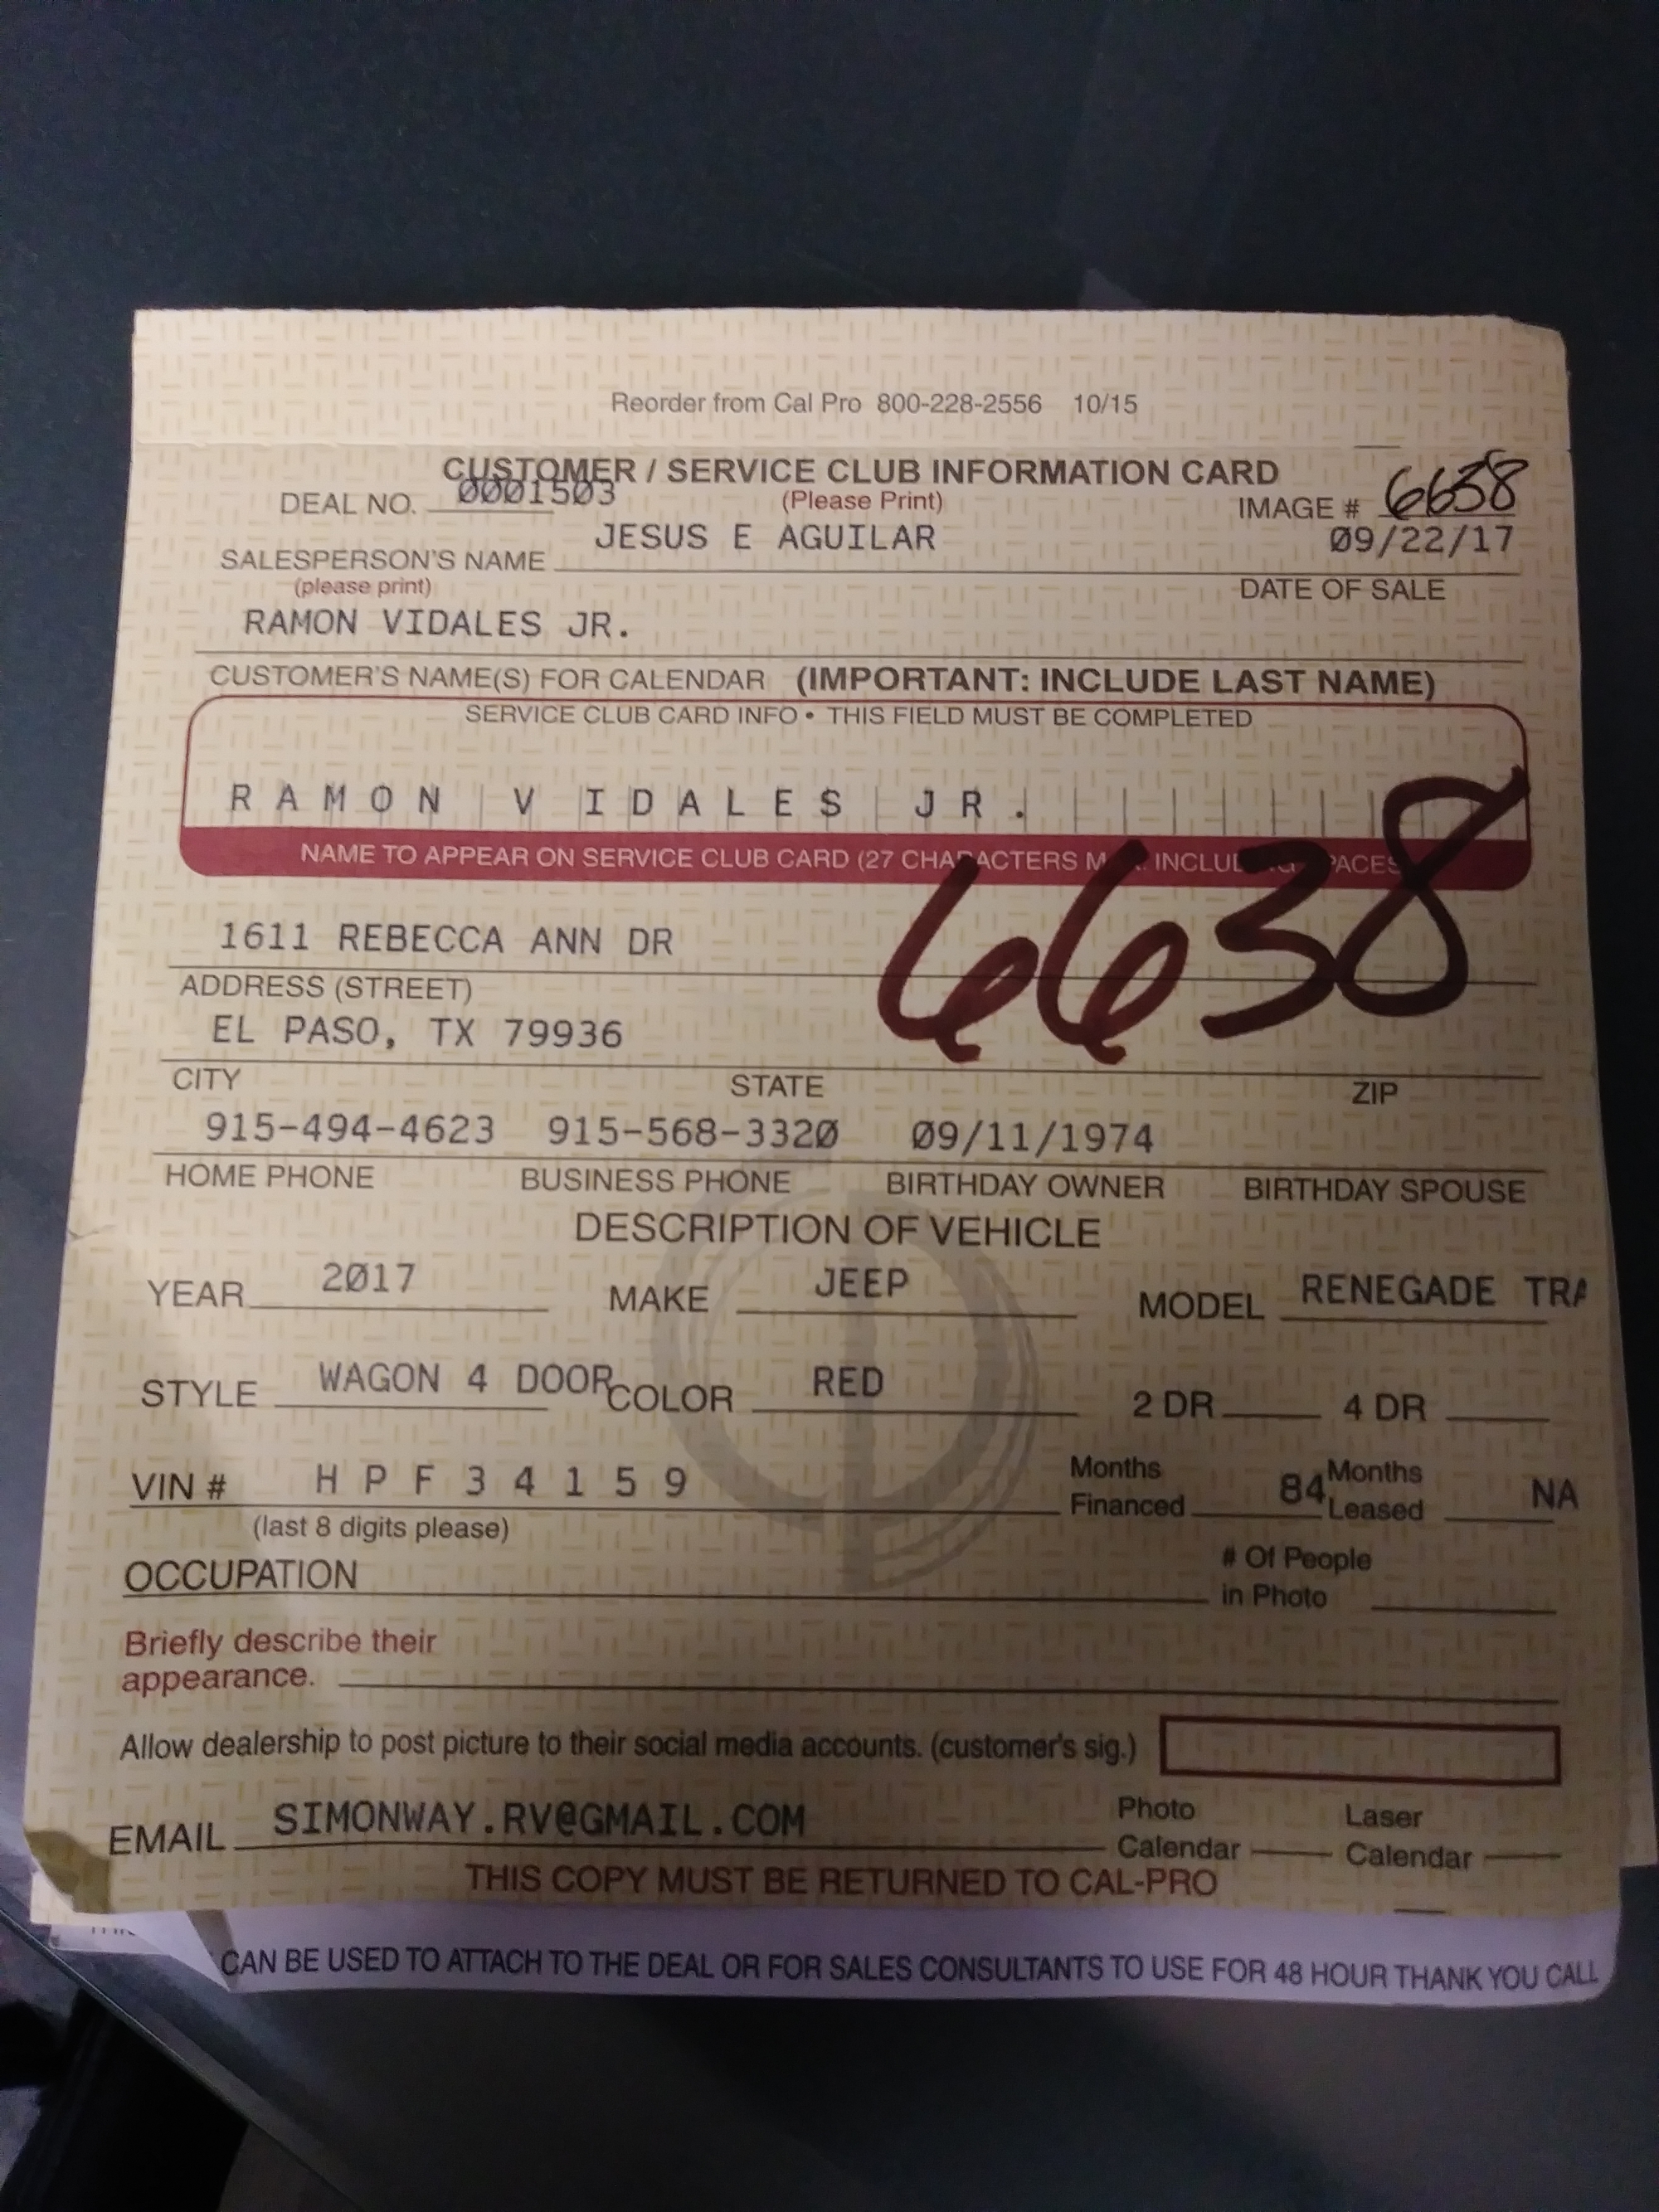 Reorder from Cal Pro 800-228-2556 10/15
CUSTOMER / SERVICE CLUB INFORMATION CARD
DEAL NO. 0001503 (Please Print) IMAGE # 6638
SALESPERSON'S NAME JESUS E AGUILAR 09/22/17
(please print) DATE OF SALE
RAMON VIDALES JR.
CUSTOMER'S NAME(S) FOR CALENDAR (IMPORTANT: INCLUDE LAST NAME)
SERVICE CLUB CARD INFO • THIS FIELD MUST BE COMPLETED
RAMON VIDALES JR.
NAME TO APPEAR ON SERVICE CLUB CARD (27 CHARACTERS MAX. INCLUDING SPACES
6638
1611 REBECCA ANN DR
ADDRESS (STREET)
EL PASO, TX 79936
CITY STATE ZIP
915-494-4623 915-568-3320 09/11/1974
HOME PHONE BUSINESS PHONE BIRTHDAY OWNER BIRTHDAY SPOUSE
DESCRIPTION OF VEHICLE
YEAR 2017 MAKE JEEP MODEL RENEGADE TRA
STYLE WAGON 4 DOOR COLOR RED 2 DR 4 DR
VIN # HPF34159 Months Financed 84 Months Leased NA
(last 8 digits please)
OCCUPATION # Of People in Photo
Briefly describe their
appearance.
Allow dealership to post picture to their social media accounts. (customer's sig.)
EMAIL SIMONWAY.RV@GMAIL.COM Photo Calendar Laser Calendar
THIS COPY MUST BE RETURNED TO CAL-PRO
CAN BE USED TO ATTACH TO THE DEAL OR FOR SALES CONSULTANTS TO USE FOR 48 HOUR THANK YOU CALL